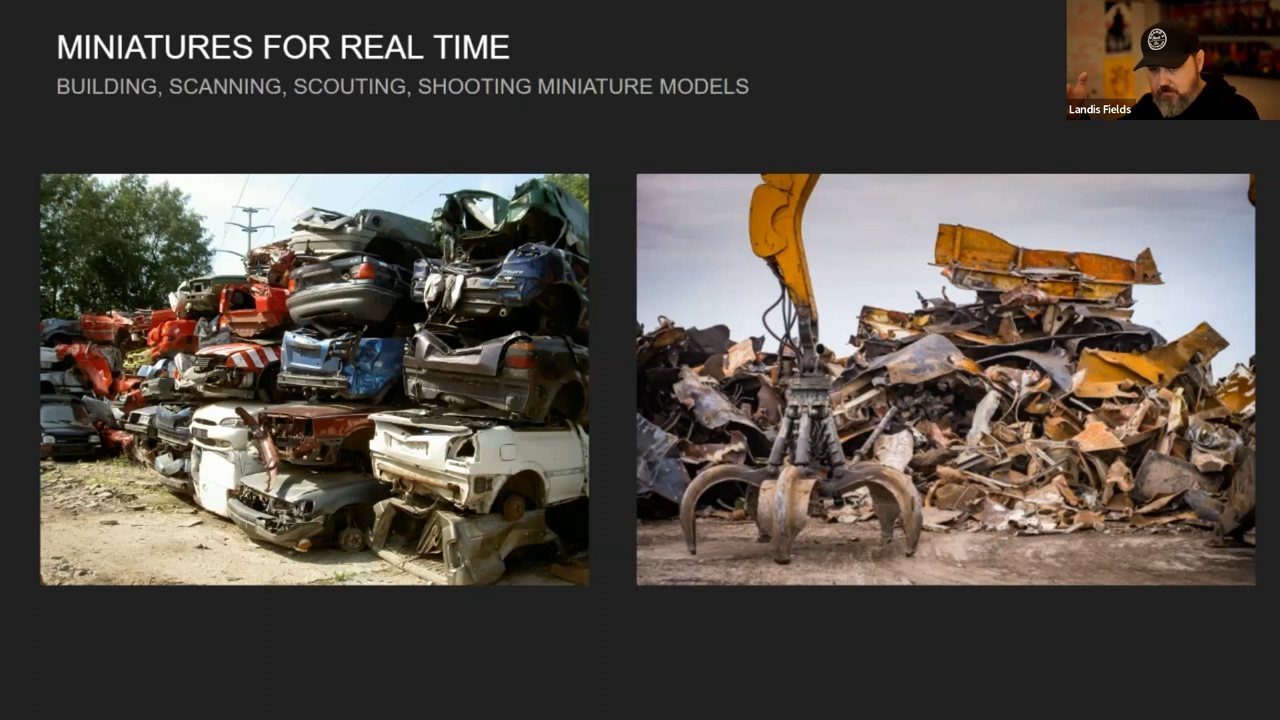 MINIATURES FOR REAL TIME
BUILDING, SCANNING, SCOUTING, SHOOTING MINIATURE MODELS
Landis Fields